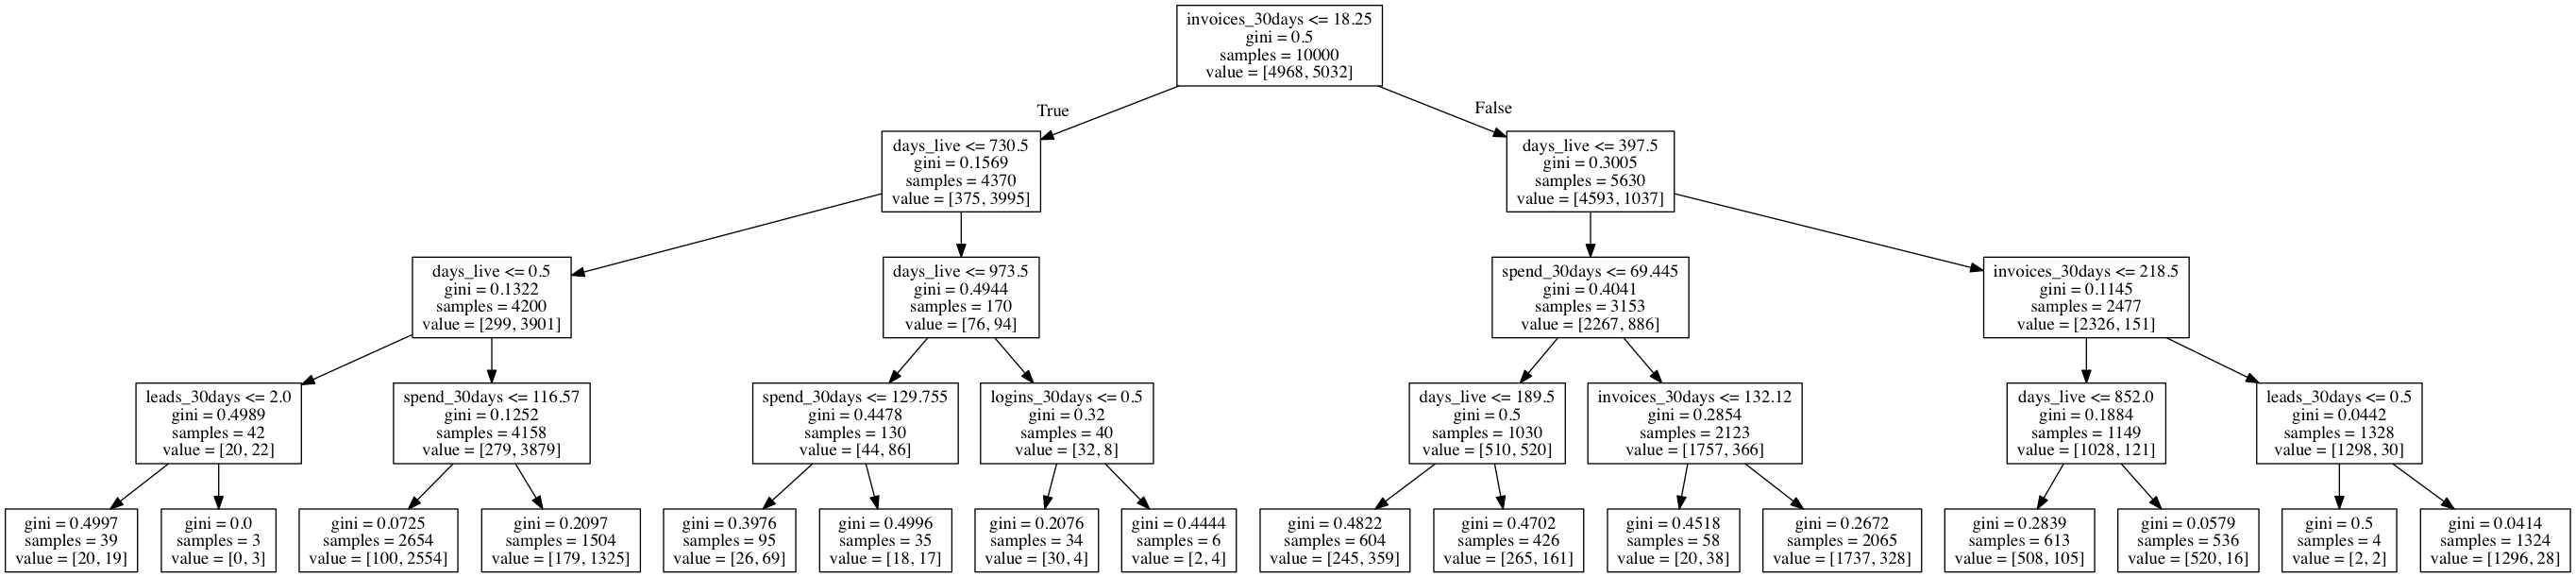 invoices_30days <= 18.25
gini = 0.5
samples = 10000
value = [4968, 5032]
True
False
days_live <= 730.5
gini = 0.1569
samples = 4370
value = [375, 3995]
days_live <= 397.5
gini = 0.3005
samples = 5630
value = [4593, 1037]
days_live <= 0.5
gini = 0.1322
samples = 4200
value = [299, 3901]
days_live <= 973.5
gini = 0.4944
samples = 170
value = [76, 94]
spend_30days <= 69.445
gini = 0.4041
samples = 3153
value = [2267, 886]
invoices_30days <= 218.5
gini = 0.1145
samples = 2477
value = [2326, 151]
leads_30days <= 2.0
gini = 0.4989
samples = 42
value = [20, 22]
spend_30days <= 116.57
gini = 0.1252
samples = 4158
value = [279, 3879]
spend_30days <= 129.755
gini = 0.4478
samples = 130
value = [44, 86]
logins_30days <= 0.5
gini = 0.32
samples = 40
value = [32, 8]
days_live <= 189.5
gini = 0.5
samples = 1030
value = [510, 520]
invoices_30days <= 132.12
gini = 0.2854
samples = 2123
value = [1757, 366]
days_live <= 852.0
gini = 0.1884
samples = 1149
value = [1028, 121]
leads_30days <= 0.5
gini = 0.0442
samples = 1328
value = [1298, 30]
gini = 0.4997
samples = 39
value = [20, 19]
gini = 0.0
samples = 3
value = [0, 3]
gini = 0.0725
samples = 2654
value = [100, 2554]
gini = 0.2097
samples = 1504
value = [179, 1325]
gini = 0.3976
samples = 95
value = [26, 69]
gini = 0.4996
samples = 35
value = [18, 17]
gini = 0.2076
samples = 34
value = [30, 4]
gini = 0.4444
samples = 6
value = [2, 4]
gini = 0.4822
samples = 604
value = [245, 359]
gini = 0.4702
samples = 426
value = [265, 161]
gini = 0.4518
samples = 58
value = [20, 38]
gini = 0.2672
samples = 2065
value = [1737, 328]
gini = 0.2839
samples = 613
value = [508, 105]
gini = 0.0579
samples = 536
value = [520, 16]
gini = 0.5
samples = 4
value = [2, 2]
gini = 0.0414
samples = 1324
value = [1296, 28]